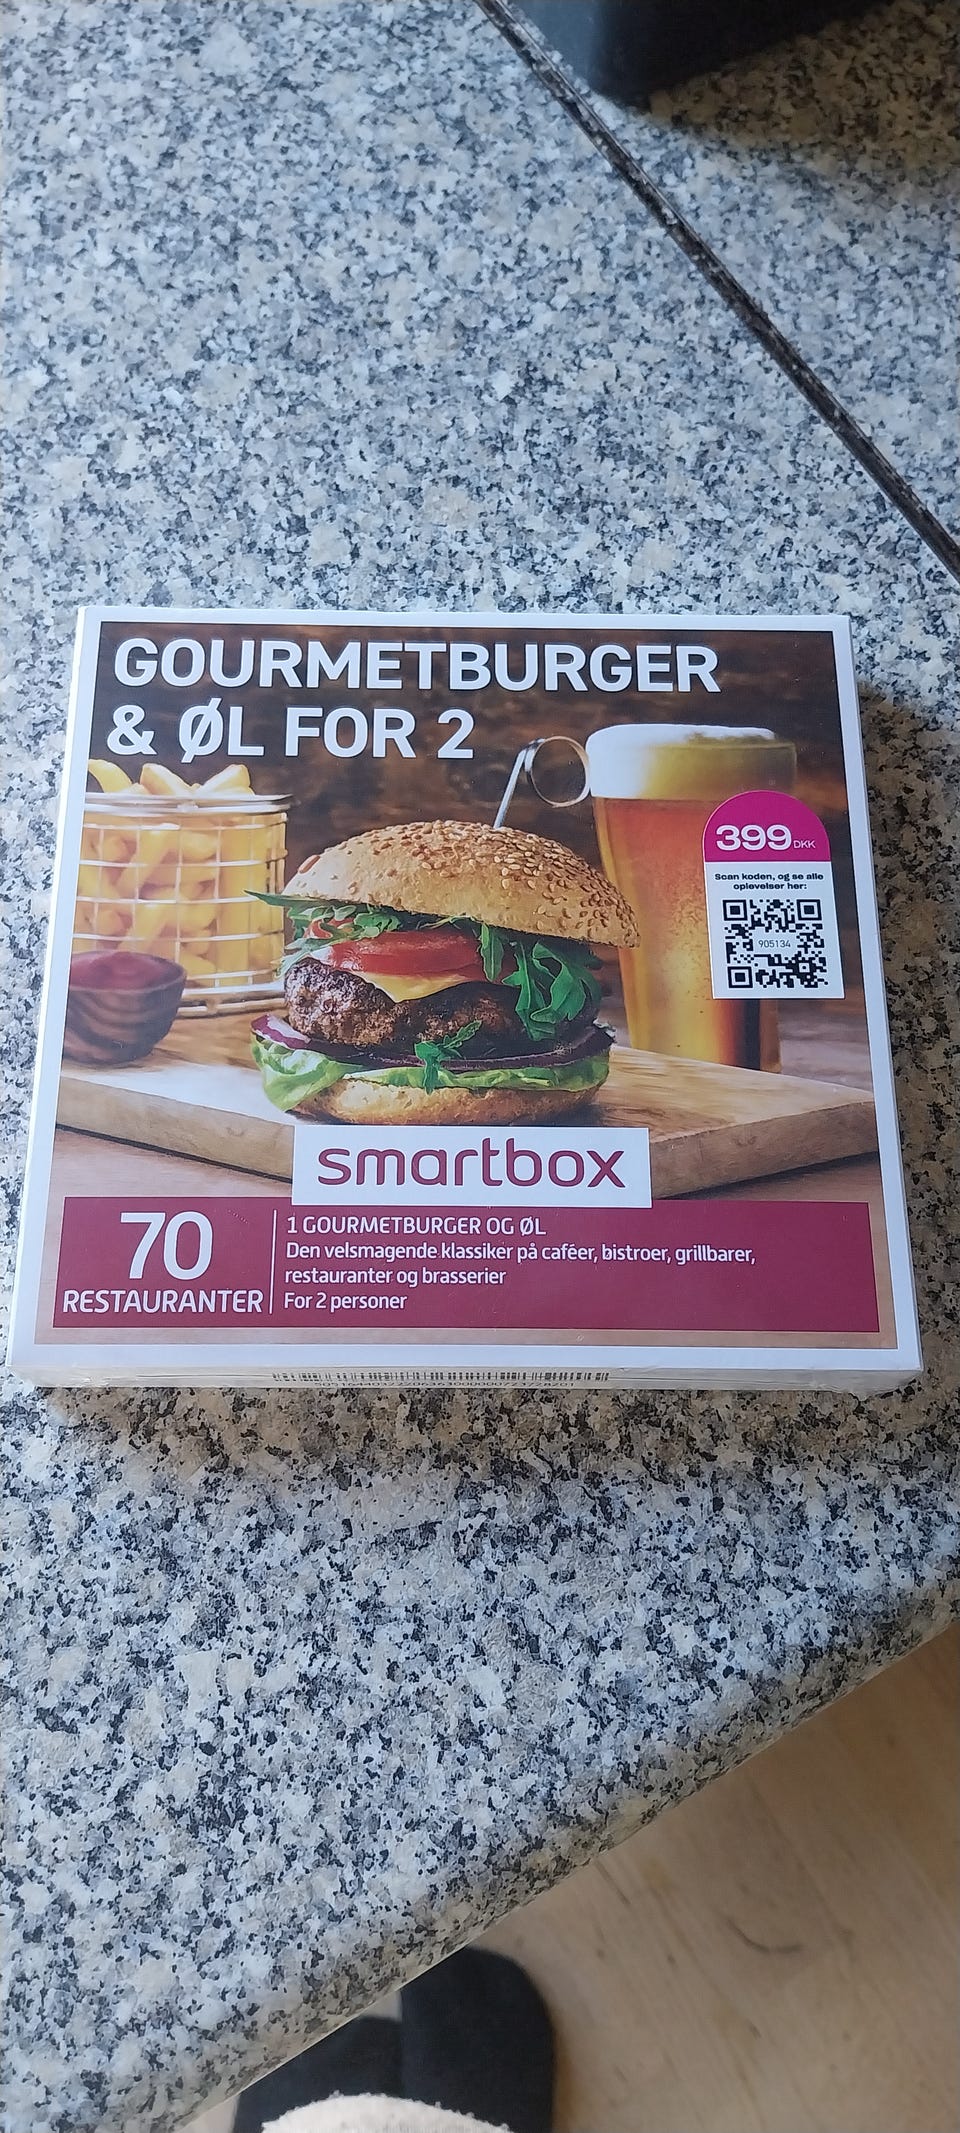 GOURMETBURGER
& ØL FOR 2
399 DKK
Scan koden, og se alle
oplevelser her:
905134
smartbox
70
RESTAURANTER
1 GOURMETBURGER OG ØL
Den velsmagende klassiker på caféer, bistroer, grillbarer,
restauranter og brasserier
For 2 personer